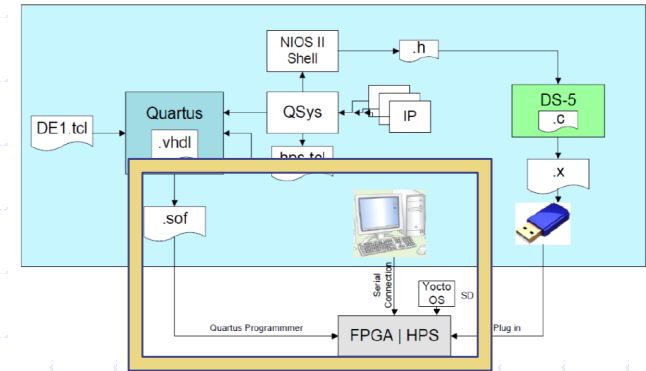 NIOS II
Shell
.h
DS-5
.c
Quartus
.vhdl
QSys
IP
DE1.tcl
hps.tcl
.x
.sof
Serial
Connection
Yocto
OS
SD
Quartus Programmmer
FPGA | HPS
Plug in